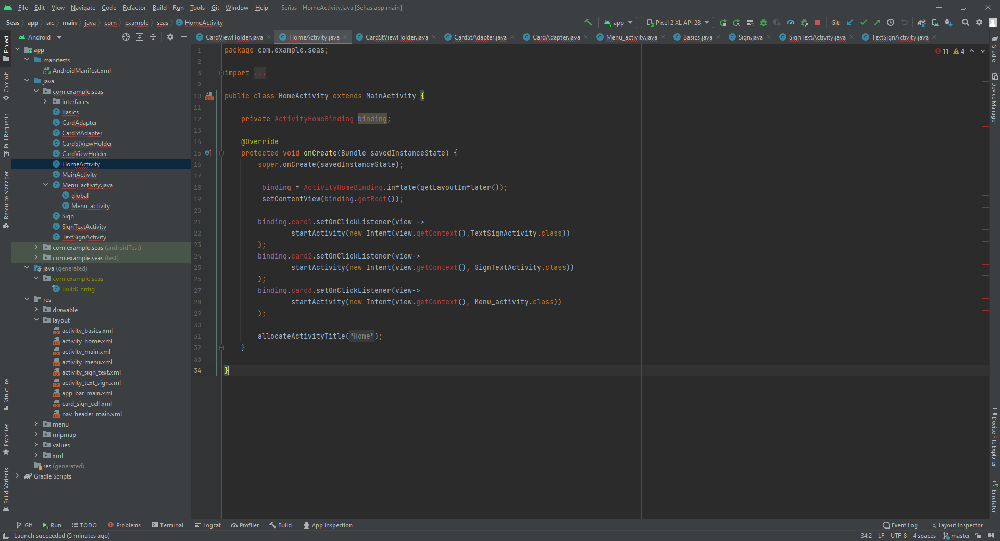 File Edit View Navigate Code Refactor Build Run Tools Git Window Help Señas - HomeActivity.java [Señas.app.main]
Seas app src main java com example seas HomeActivity app Pixel 2 XL API 28 Git:
Project Android CardViewHolder.java HomeActivity.java CardStViewHolder.java CardStAdapter.java CardAdapter.java Menu_activity.java Basics.java Sign.java SignTextActivity.java TextSignActivity.java
app
manifests
AndroidManifest.xml
java
com.example.seas
interfaces
Basics
CardAdapter
CardStAdapter
CardStViewHolder
CardViewHolder
HomeActivity
MainActivity
Menu_activity.java
global
Menu_activity
Sign
SignTextActivity
TextSignActivity
com.example.seas (androidTest)
com.example.seas (test)
java (generated)
com.example.seas
BuildConfig
res
drawable
layout
activity_basics.xml
activity_home.xml
activity_main.xml
activity_menu.xml
activity_sign_text.xml
activity_text_sign.xml
app_bar_main.xml
card_sign_cell.xml
nav_header_main.xml
menu
mipmap
values
xml
res (generated)
Gradle Scripts
Commit
Pull Requests
Resource Manager
Structure
Favorites
Build Variants
1 package com.example.seas;
2
3 import ...
9
10 public class HomeActivity extends MainActivity {
11
12 private ActivityHomeBinding binding;
13
14 @Override
15 protected void onCreate(Bundle savedInstanceState) {
16 super.onCreate(savedInstanceState);
17
18 binding = ActivityHomeBinding.inflate(getLayoutInflater());
19 setContentView(binding.getRoot());
20
21 binding.card1.setOnClickListener(view ->
22 startActivity(new Intent(view.getContext(),TextSignActivity.class))
23 );
24 binding.card2.setOnClickListener(view->
25 startActivity(new Intent(view.getContext(), SignTextActivity.class))
26 );
27 binding.card3.setOnClickListener(view->
28 startActivity(new Intent(view.getContext(), Menu_activity.class))
29 );
30
31 allocateActivityTitle("Home");
32 }
33
34 }
11 4
Gradle
Device Manager
Device File Explorer
Emulator
Git Run TODO Problems Terminal Logcat Profiler Build App Inspection Event Log Layout Inspector
Launch succeeded (5 minutes ago) 34:2 LF UTF-8 4 spaces master